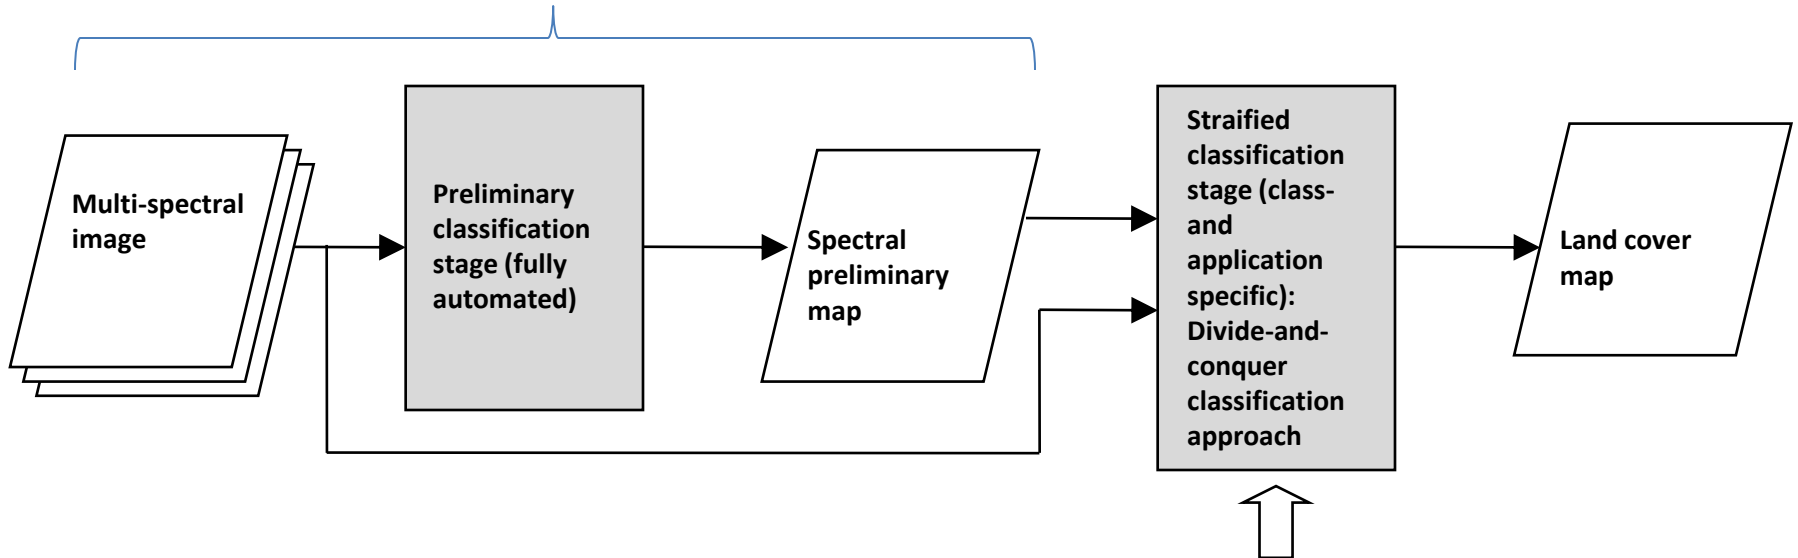 Multi-spectral
image
Preliminary
classification
stage (fully
automated)
Spectral
preliminary
map
Straified
classification
stage (class-
and
application
specific):
Divide-and-
conquer
classification
approach
Land cover
map